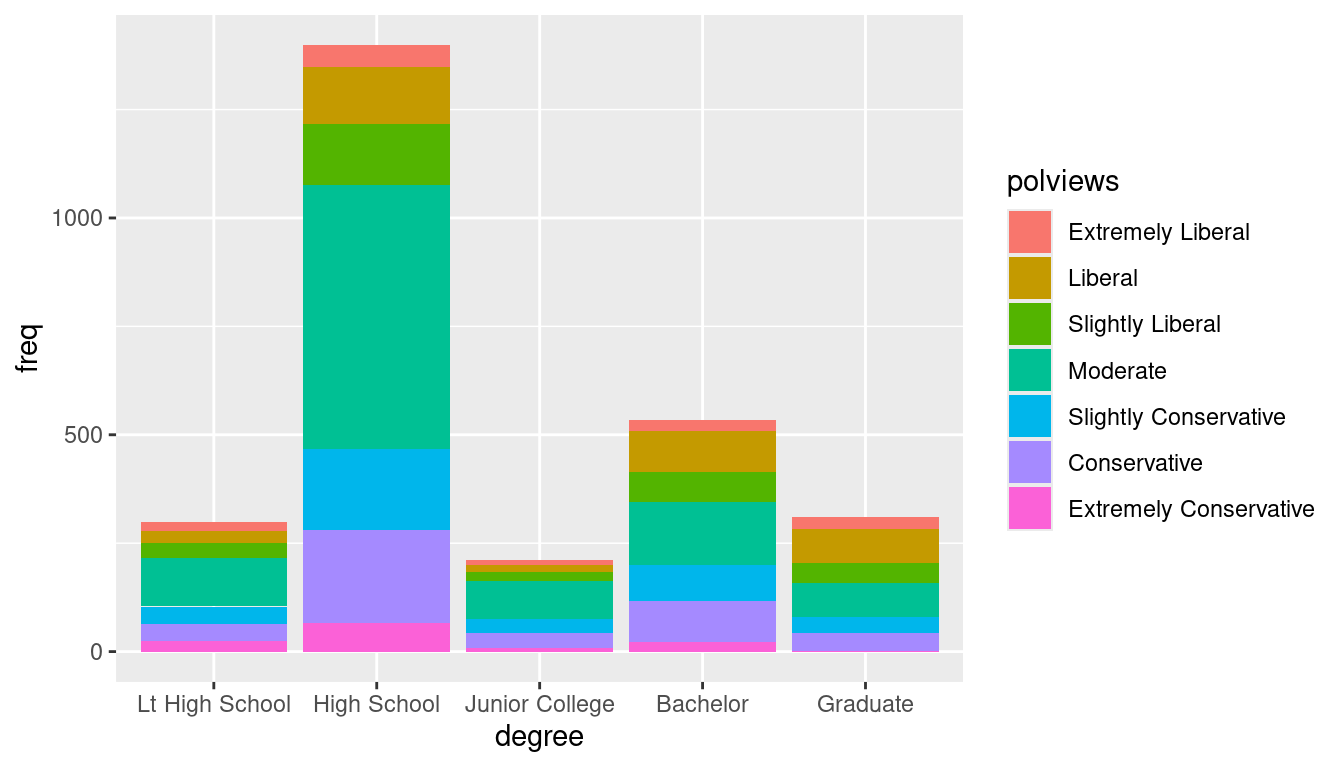 freq
1000
500
0
Lt High School
High School
Junior College
Bachelor
Graduate
degree
polviews
Extremely Liberal
Liberal
Slightly Liberal
Moderate
Slightly Conservative
Conservative
Extremely Conservative